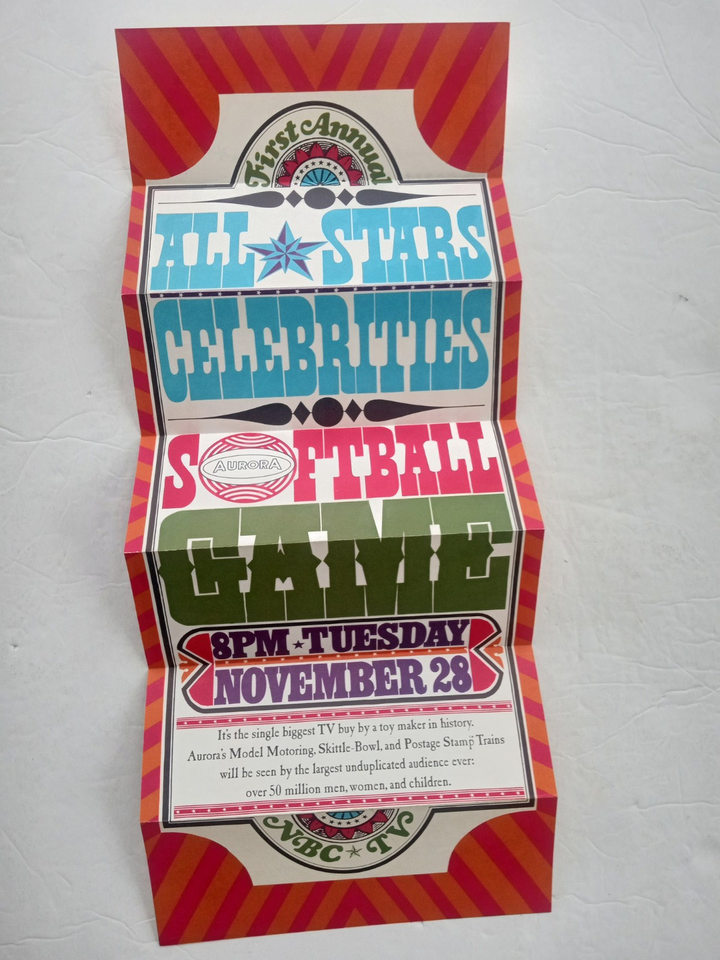 First Annual
ALL STARS
CELEBRITIES
SOFTBALL
AURORA
GAME
8PM TUESDAY
NOVEMBER 28
It's the single biggest TV buy by a toy maker in history.
Aurora's Model Motoring, Skittle-Bowl, and Postage Stamp Trains
will be seen by the largest unduplicated audience ever:
over 50 million men, women, and children.
NBC TV